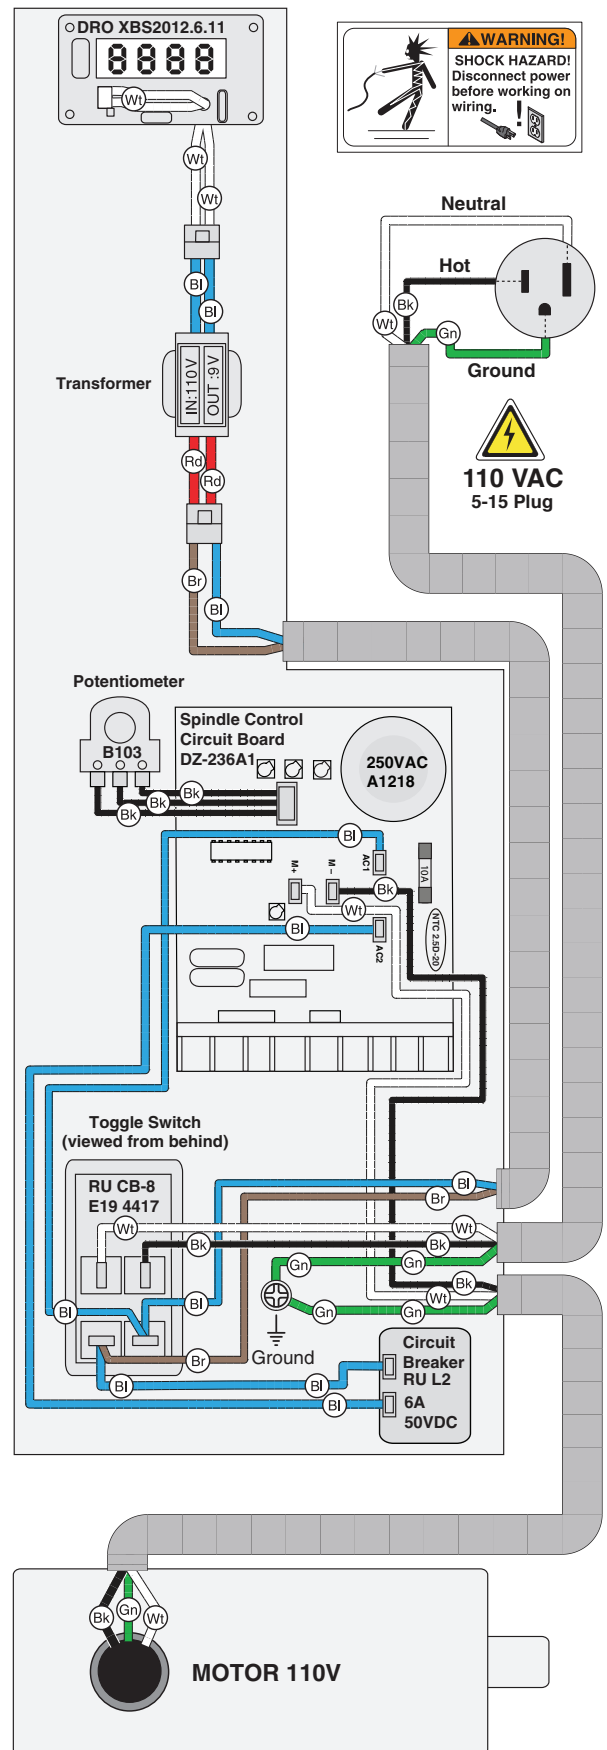 DRO XBS2012.6.11
8888
Wt
WARNING!
SHOCK HAZARD!
Disconnect power
before working on
wiring.
!
Wt
Wt
Neutral
Hot
Bl
Bl
Bk
Wt
Gn
Ground
Transformer
IN:110V
OUT :9V
110 VAC
5-15 Plug
Rd
Rd
Br
Bl
Potentiometer
B103
Spindle Control
Circuit Board
DZ-236A1
250VAC
A1218
Bk
Bk
Bk
Bl
AC1
10A
M+
M –
Bk
Wt
Bl
AC2
NTC 2.5D-20
Toggle Switch
(viewed from behind)
RU CB-8
E19 4417
Bl
Br
Wt
Wt
Bk
Bk
Gn
Gn
Bk
Wt
Bl
Bl
Gn
Gn
Ground
Br
Bl
Bl
Bl
Circuit
Breaker
RU L2
6A
50VDC
Bk
Gn
Wt
MOTOR 110V